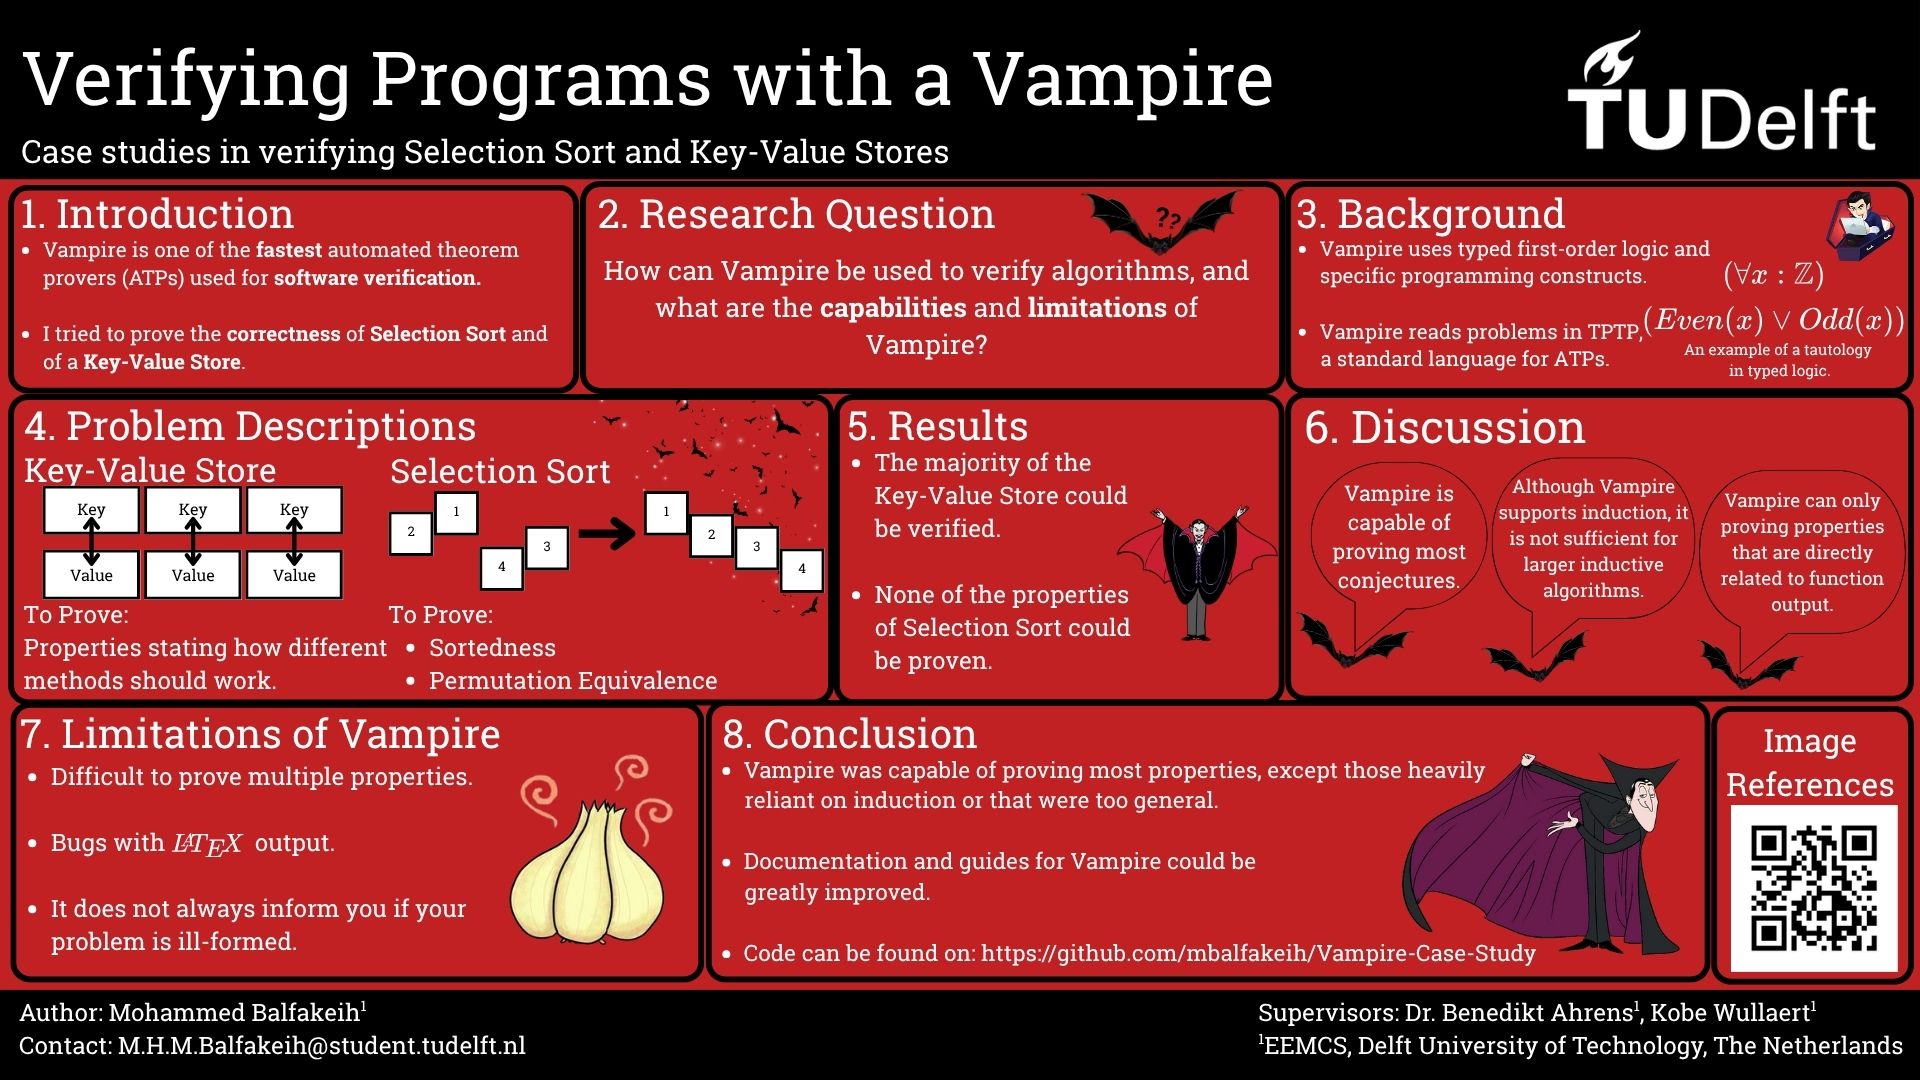 Verifying Programs with a Vampire
Case studies in verifying Selection Sort and Key-Value Stores
TU Delft
1. Introduction
• Vampire is one of the fastest automated theorem
provers (ATPs) used for software verification.
• I tried to prove the correctness of Selection Sort and
of a Key-Value Store.
2. Research Question
??
How can Vampire be used to verify algorithms, and
what are the capabilities and limitations of
Vampire?
3. Background
• Vampire uses typed first-order logic and
specific programming constructs.
• Vampire reads problems in TPTP,
a standard language for ATPs.
(∀x : ℤ)
(Even(x) ∨ Odd(x))
An example of a tautology
in typed logic.
4. Problem Descriptions
Key-Value Store
Key Key Key
Value Value Value
To Prove:
Properties stating how different
methods should work.
Selection Sort
2 1 4 3
1 2 3 4
To Prove:
• Sortedness
• Permutation Equivalence
5. Results
• The majority of the
Key-Value Store could
be verified.
• None of the properties
of Selection Sort could
be proven.
6. Discussion
Vampire is
capable of
proving most
conjectures.
Although Vampire
supports induction, it
is not sufficient for
larger inductive
algorithms.
Vampire can only
proving properties
that are directly
related to function
output.
7. Limitations of Vampire
• Difficult to prove multiple properties.
• Bugs with LATEX output.
• It does not always inform you if your
problem is ill-formed.
8. Conclusion
• Vampire was capable of proving most properties, except those heavily
reliant on induction or that were too general.
• Documentation and guides for Vampire could be
greatly improved.
• Code can be found on: https://github.com/mbalfakeih/Vampire-Case-Study
Image
References
Author: Mohammed Balfakeih¹
Contact: M.H.M.Balfakeih@student.tudelft.nl
Supervisors: Dr. Benedikt Ahrens¹, Kobe Wullaert¹
¹EEMCS, Delft University of Technology, The Netherlands